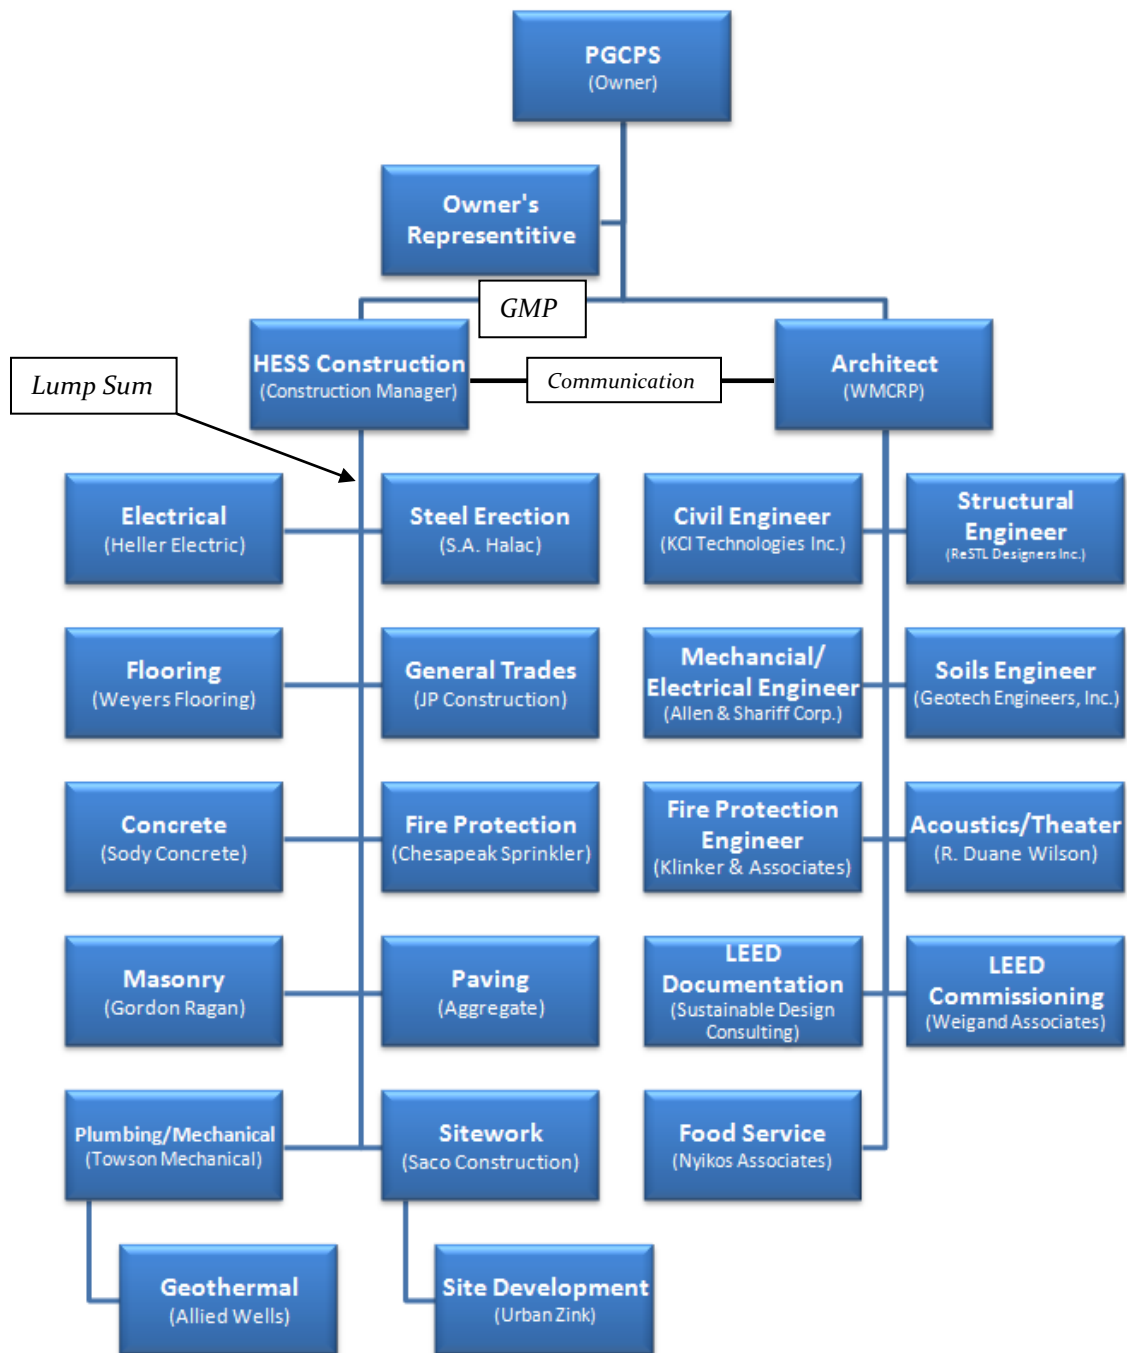 PGCPS
(Owner)
Owner's
Representitive
GMP
HESS Construction
(Construction Manager)
Communication
Architect
(WMCRP)
Lump Sum
Electrical
(Heller Electric)
Steel Erection
(S.A. Halac)
Civil Engineer
(KCI Technologies Inc.)
Structural
Engineer
(ReSTL Designers Inc.)
Flooring
(Weyers Flooring)
General Trades
(JP Construction)
Mechancial/
Electrical Engineer
(Allen & Shariff Corp.)
Soils Engineer
(Geotech Engineers, Inc.)
Concrete
(Sody Concrete)
Fire Protection
(Chesapeak Sprinkler)
Fire Protection
Engineer
(Klinker & Associates)
Acoustics/Theater
(R. Duane Wilson)
Masonry
(Gordon Ragan)
Paving
(Aggregate)
LEED
Documentation
(Sustainable Design
Consulting)
LEED
Commissioning
(Weigand Associates)
Plumbing/Mechanical
(Towson Mechanical)
Sitework
(Saco Construction)
Food Service
(Nyikos Associates)
Geothermal
(Allied Wells)
Site Development
(Urban Zink)